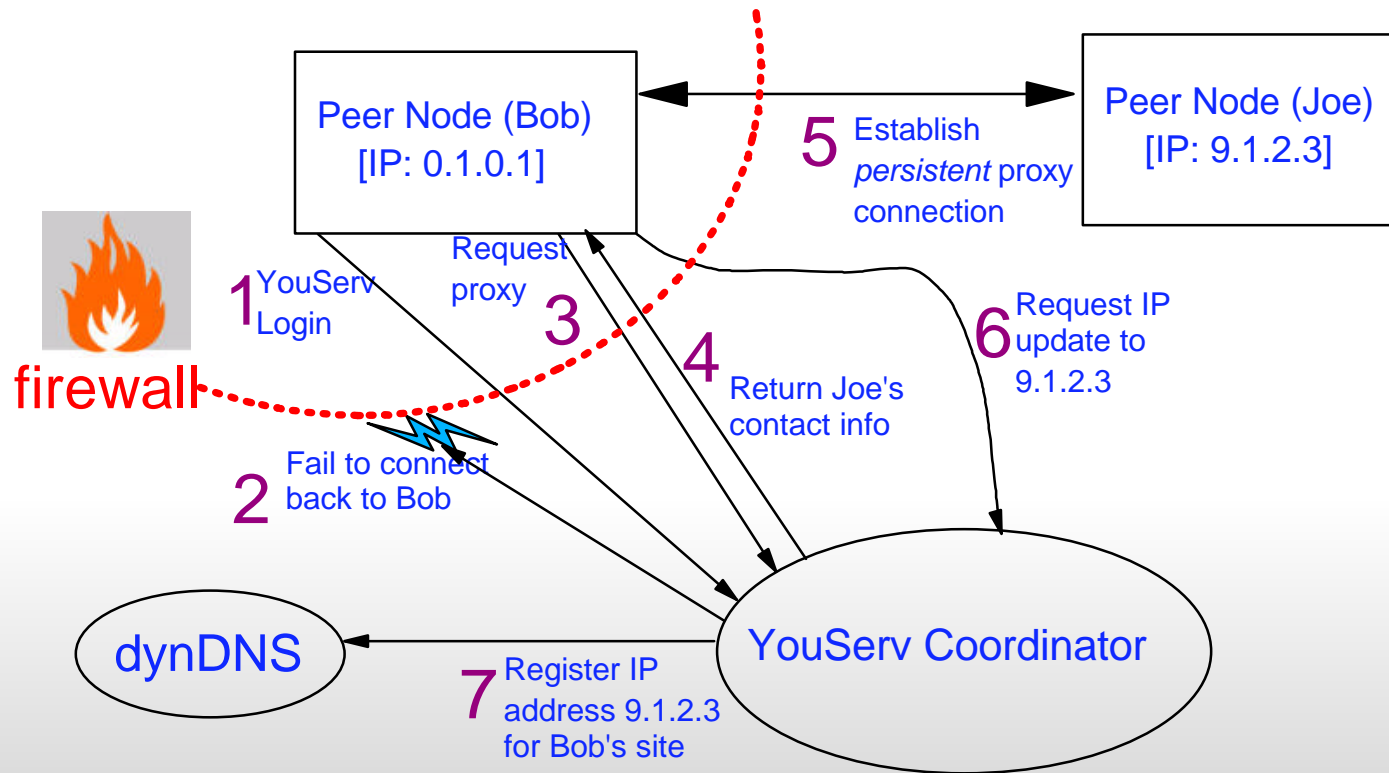 Peer Node (Bob)
[IP: 0.1.0.1]
Peer Node (Joe)
[IP: 9.1.2.3]
5
Establish
persistent proxy
connection
firewall
1
YouServ
Login
Request
proxy
3
4
Return Joe's
contact info
6
Request IP
update to
9.1.2.3
2
Fail to connect
back to Bob
dynDNS
YouServ Coordinator
7
Register IP
address 9.1.2.3
for Bob's site